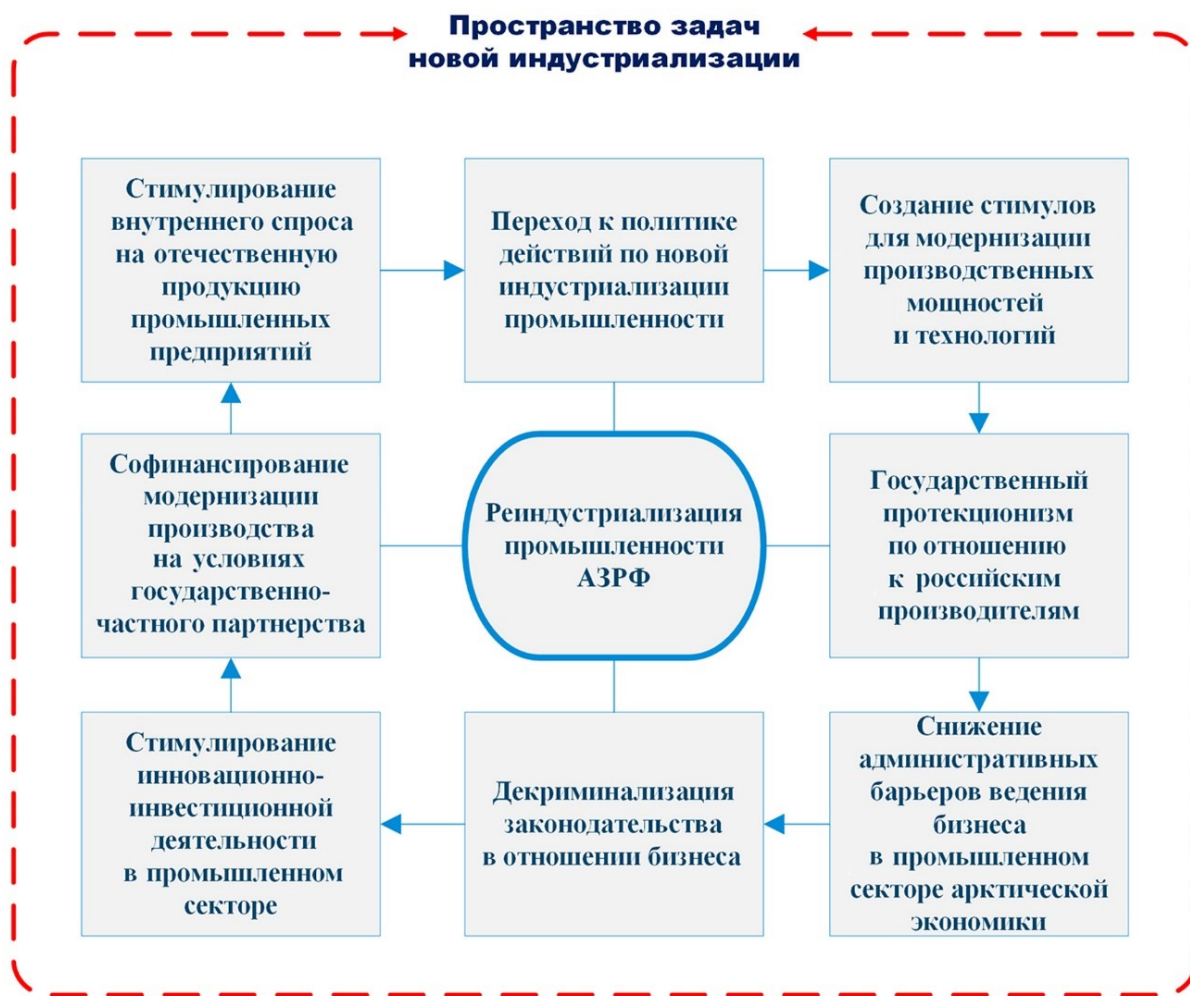 Пространство задач
новой индустриализации
Стимулирование
внутреннего спроса
на отечественную
продукцию
промышленных
предприятий
Переход к политике
действий по новой
индустриализации
промышленности
Создание стимулов
для модернизации
производственных
мощностей
и технологий
Софинансирование
модернизации
производства
на условиях
государственно-
частного партнерства
Реиндустриализация
промышленности
АЗРФ
Государственный
протекционизм
по отношению
к российским
производителям
Стимулирование
инновационно-
инвестиционной
деятельности
в промышленном
секторе
Декриминализация
законодательства
в отношении бизнеса
Снижение
административных
барьеров ведения
бизнеса
в промышленном
секторе арктической
экономики